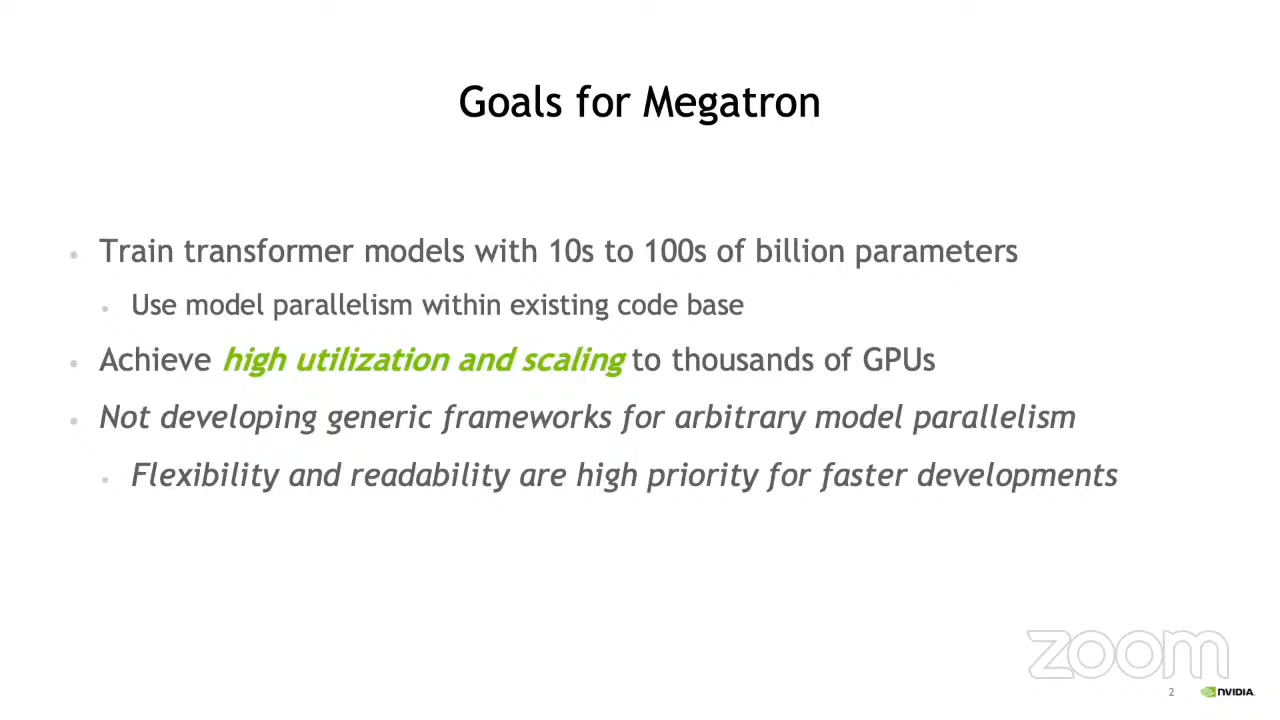 Goals for Megatron
Train transformer models with 10s to 100s of billion parameters
Use model parallelism within existing code base
Achieve high utilization and scaling to thousands of GPUs
Not developing generic frameworks for arbitrary model parallelism
Flexibility and readability are high priority for faster developments
zoom
2 NVIDIA.